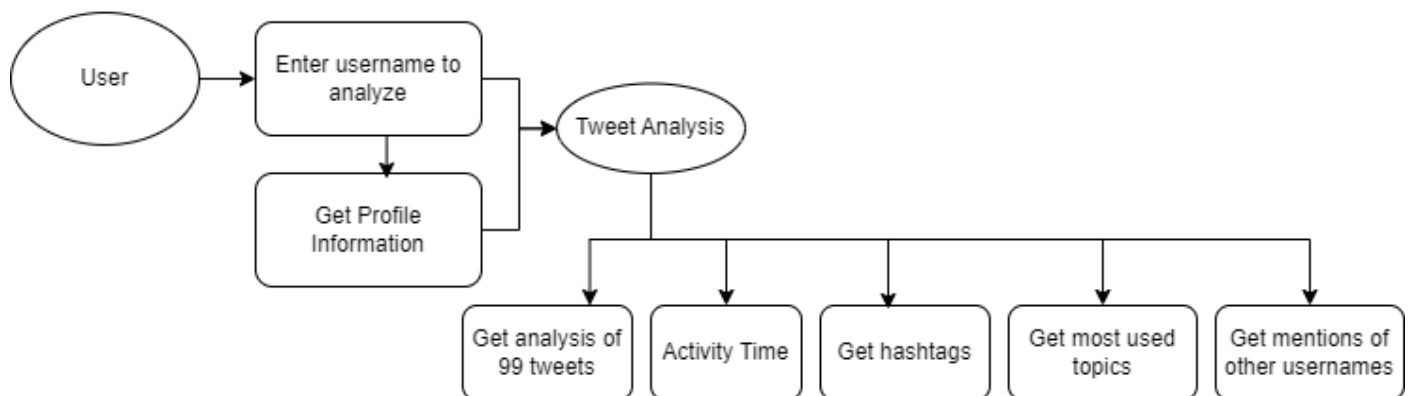 User
Enter username to
analyze
Tweet Analysis
Get Profile
Information
Get analysis of
99 tweets
Activity Time
Get hashtags
Get most used
topics
Get mentions of
other usernames